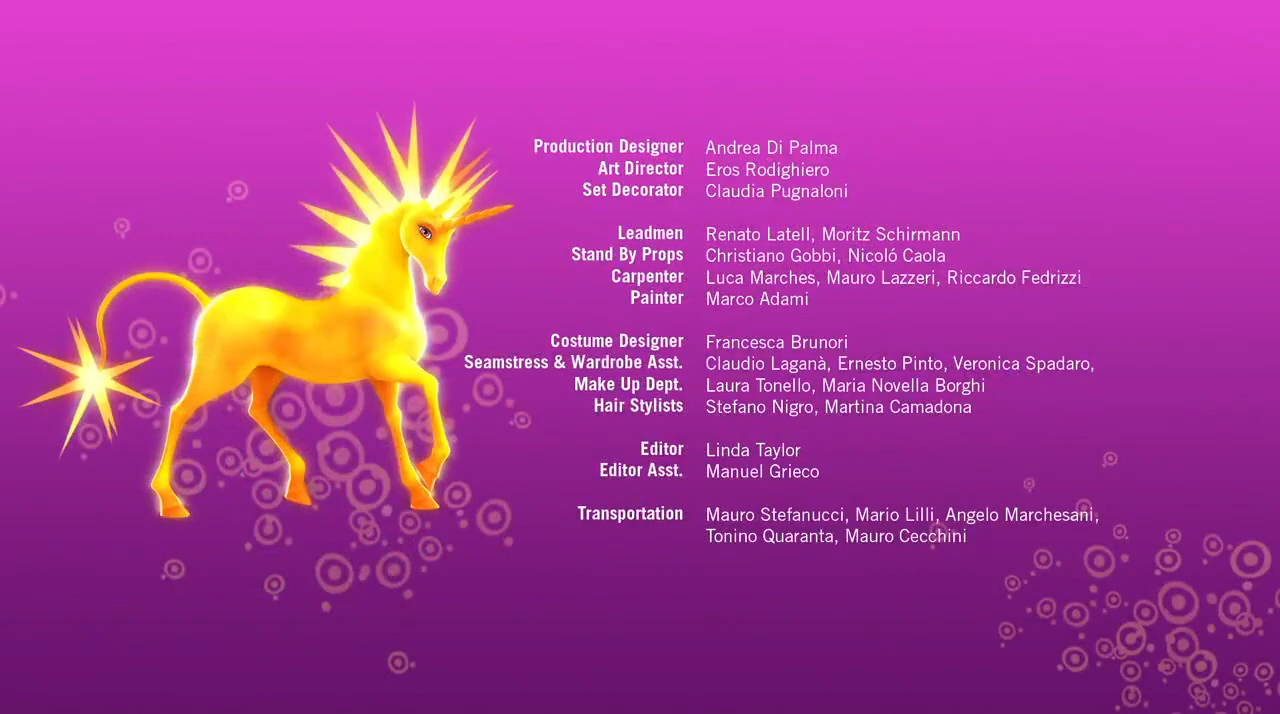 Production Designer Andrea Di Palma
Art Director Eros Rodighiero
Set Decorator Claudia Pugnaloni
Leadmen Renato Latell, Moritz Schirmann
Stand By Props Christiano Gobbi, Nicoló Caola
Carpenter Luca Marches, Mauro Lazzeri, Riccardo Fedrizzi
Painter Marco Adami
Costume Designer Francesca Brunori
Seamstress & Wardrobe Asst. Claudio Laganà, Ernesto Pinto, Veronica Spadaro,
Make Up Dept. Laura Tonello, Maria Novella Borghi
Hair Stylists Stefano Nigro, Martina Camadona
Editor Linda Taylor
Editor Asst. Manuel Grieco
Transportation Mauro Stefanucci, Mario Lilli, Angelo Marchesani,
Tonino Quaranta, Mauro Cecchini